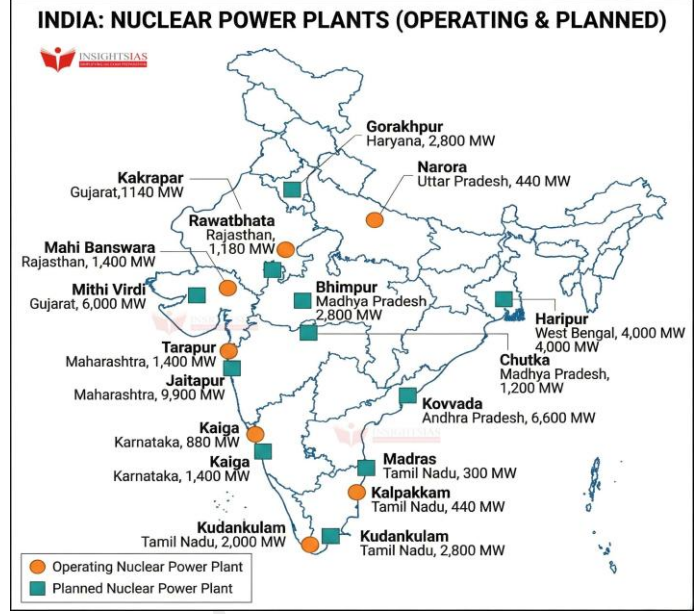 INDIA: NUCLEAR POWER PLANTS (OPERATING & PLANNED)
INSIGHTSIAS
Gorakhpur
Haryana, 2,800 MW
Narora
Uttar Pradesh, 440 MW
Kakrapar
Gujarat,1140 MW
Rawatbhata
Rajasthan,
1,180 MW
Mahi Banswara
Rajasthan, 1,400 MW
Mithi Virdi
Gujarat, 6,000 MW
Bhimpur
Madhya Pradesh
2,800 MW
Haripur
West Bengal, 4,000 MW
4,000 MW
Chutka
Madhya Pradesh,
1,200 MW
Tarapur
Maharashtra, 1,400 MW
Jaitapur
Maharashtra, 9,900 MW
Kovvada
Andhra Pradesh, 6,600 MW
Kaiga
Karnataka, 880 MW
Kaiga
Karnataka, 1,400 MW
Madras
Tamil Nadu, 300 MW
Kalpakkam
Tamil Nadu, 440 MW
Kudankulam
Tamil Nadu, 2,000 MW
Kudankulam
Tamil Nadu, 2,800 MW
Operating Nuclear Power Plant
Planned Nuclear Power Plant